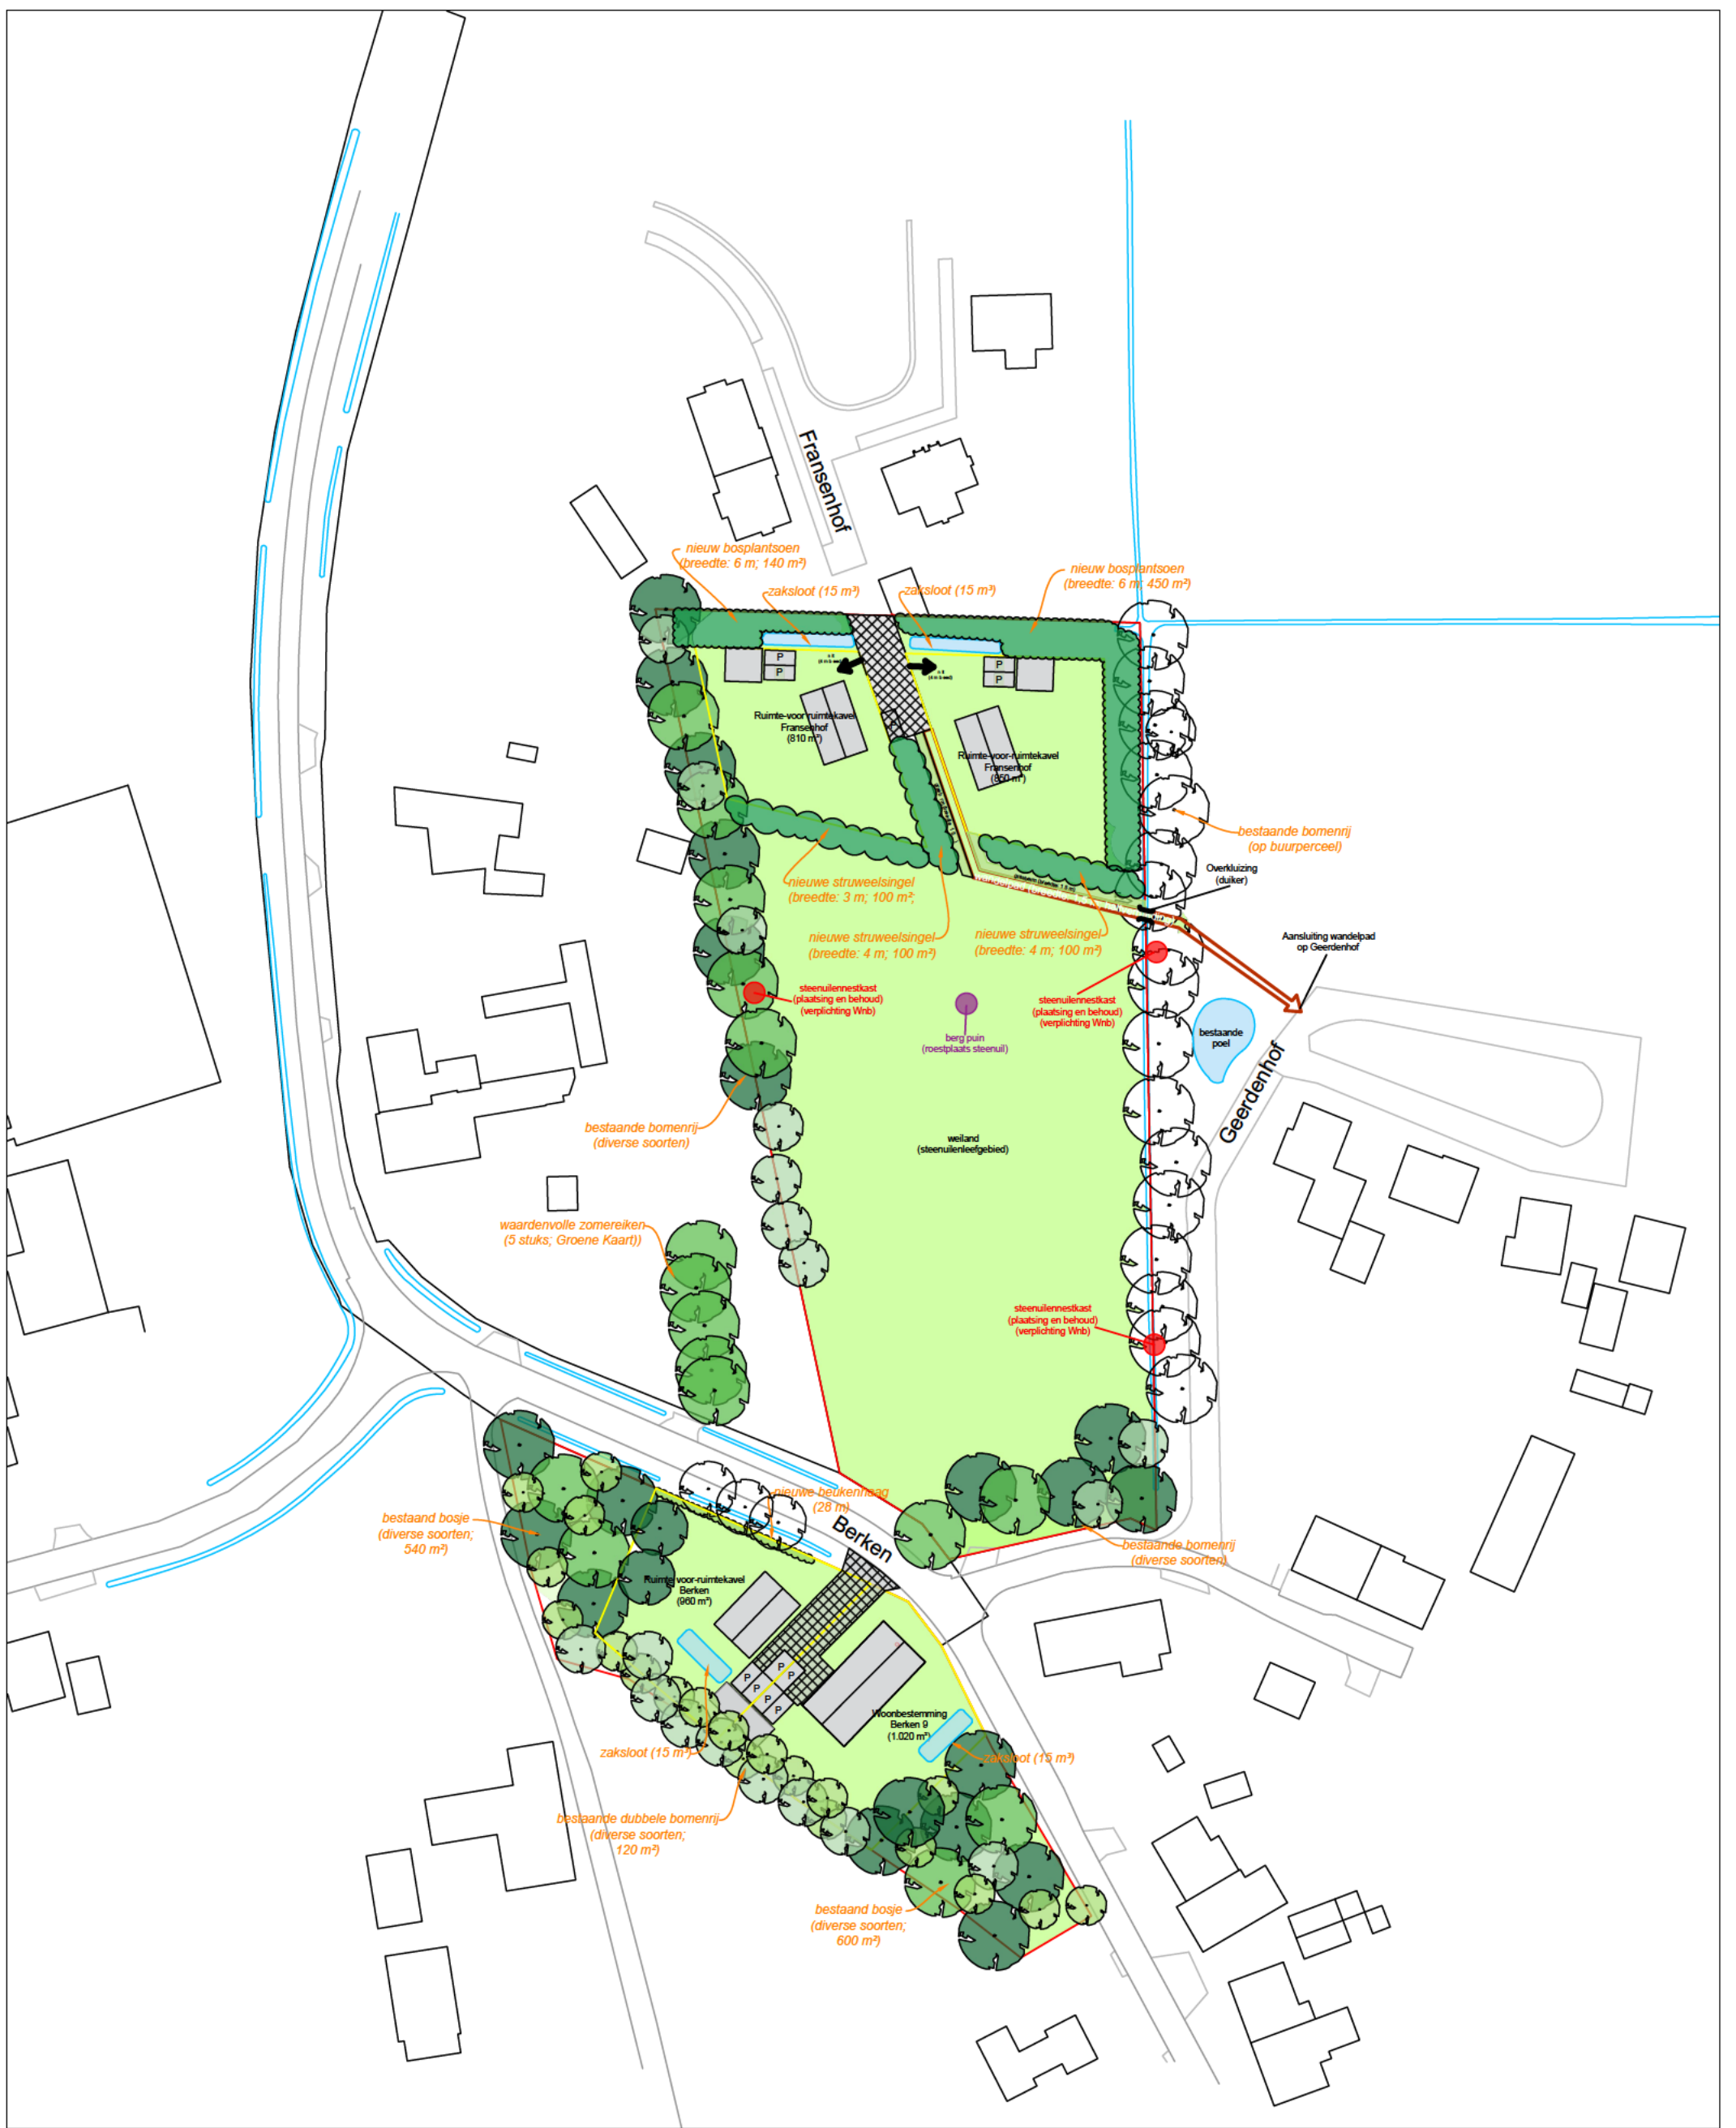 Fransenhof
nieuw bosplantsoen
(breedte: 6 m; 140 m²)
zaksloot (15 m³)
zaksloot (15 m³)
nieuw bosplantsoen
(breedte: 6 m; 450 m²)
P
P
P
P
Ruimte-voor ruimtekavel
Fransenhof
(810 m²)
Ruimte-voor-ruimtekavel
Fransenhof
(850 m²)
bestaande bomenrij
(op buurperceel)
Overkluizing
(duiker)
nieuwe struweelsingel
(breedte: 3 m; 100 m²;
nieuwe struweelsingel
(breedte: 4 m; 100 m²)
nieuwe struweelsingel
(breedte: 4 m; 100 m²)
Aansluiting wandelpad
op Geerdenhof
steenuilennestkast
(plaatsing en behoud)
(verplichting Wnb)
steenuilennestkast
(plaatsing en behoud)
(verplichting Wnb)
berg puin
(roestplaats steenuil)
bestaande
poel
Geerdenhof
bestaande bomenrij
(diverse soorten)
weiland
(steenuilenleefgebied)
waardenvolle zomereiken
(5 stuks; Groene Kaart))
steenuilennestkast
(plaatsing en behoud)
(verplichting Wnb)
nieuwe beukenhaag
(28 m)
Berken
bestaand bosje
(diverse soorten;
540 m²)
bestaande bomenrij
(diverse soorten)
Ruimte voor-ruimtekavel
Berken
(960 m²)
P
P
P
P
P
P
Woonbestemming
Berken 9
(1.020 m²)
zaksloot (15 m³)
zaksloot (15 m³)
bestaande dubbele bomenrij
(diverse soorten;
120 m²)
bestaand bosje
(diverse soorten;
600 m²)